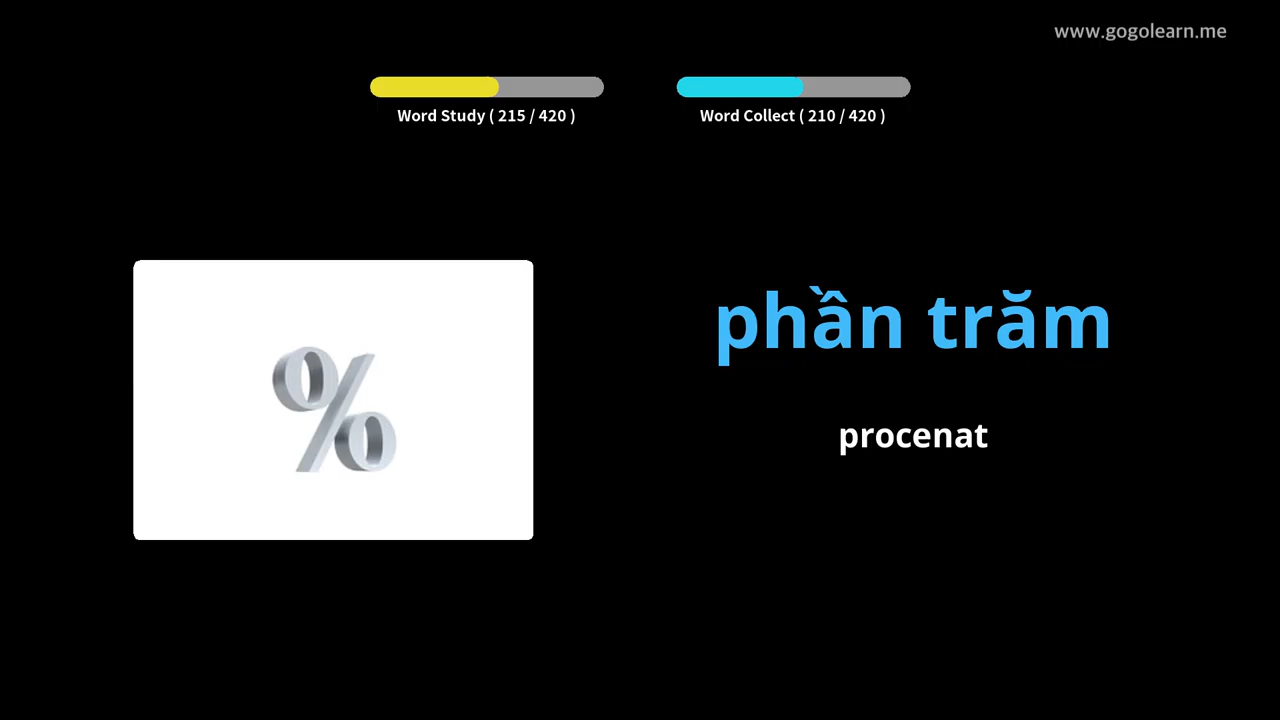 www.gogolearn.me
Word Study ( 215 / 420 )
Word Collect ( 210 / 420 )
%
phần trăm
procenat